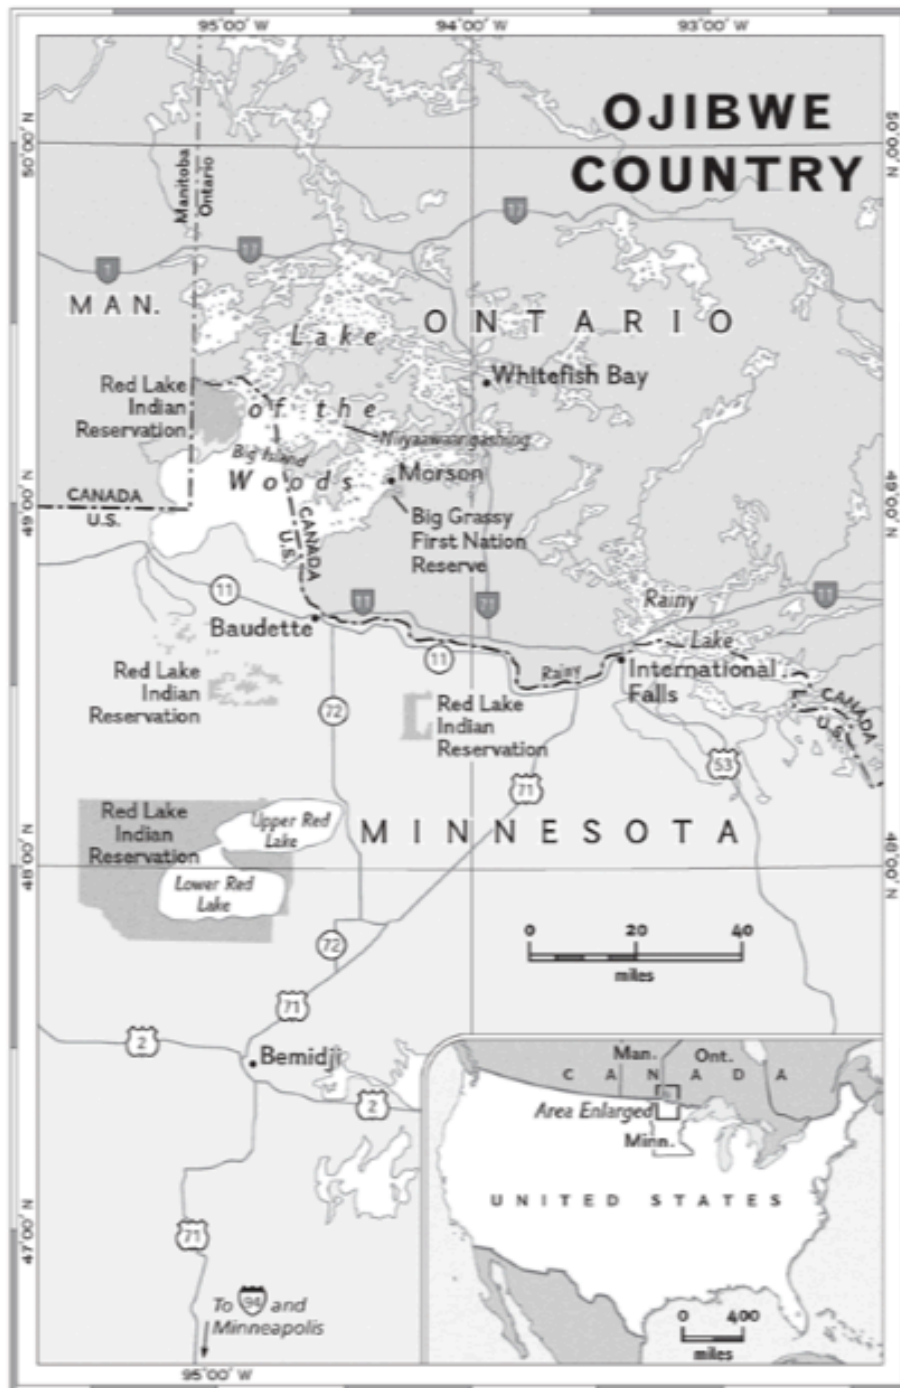 95°00' W
94°00' W
93°00' W
OJIBWE
COUNTRY
50°00' N
50°00' N
Manitoba
Ontario
17
17
1
MAN.
ONTARIO
Lake
of the
Woods
Whitefish Bay
Red Lake
Indian
Reservation
Big Island
Morson
Big Grassy
First Nation
Reserve
49°00' N
49°00' N
CANADA
U.S.
CANADA
U.S.
11
11
71
11
Rainy
Lake
Baudette
11
Rainy
International
Falls
CANADA
U.S.
Red Lake
Indian
Reservation
72
Red Lake
Indian
Reservation
53
71
Red Lake
Indian
Reservation
Upper Red
Lake
Lower Red
Lake
MINNESOTA
48°00' N
48°00' N
0 20 40
miles
72
71
2
Bemidji
2
Man.
Ont.
CANADA
Area Enlarged
Minn.
UNITED STATES
0 400
miles
47°00' N
71
To 94 and
Minneapolis
95°00' W